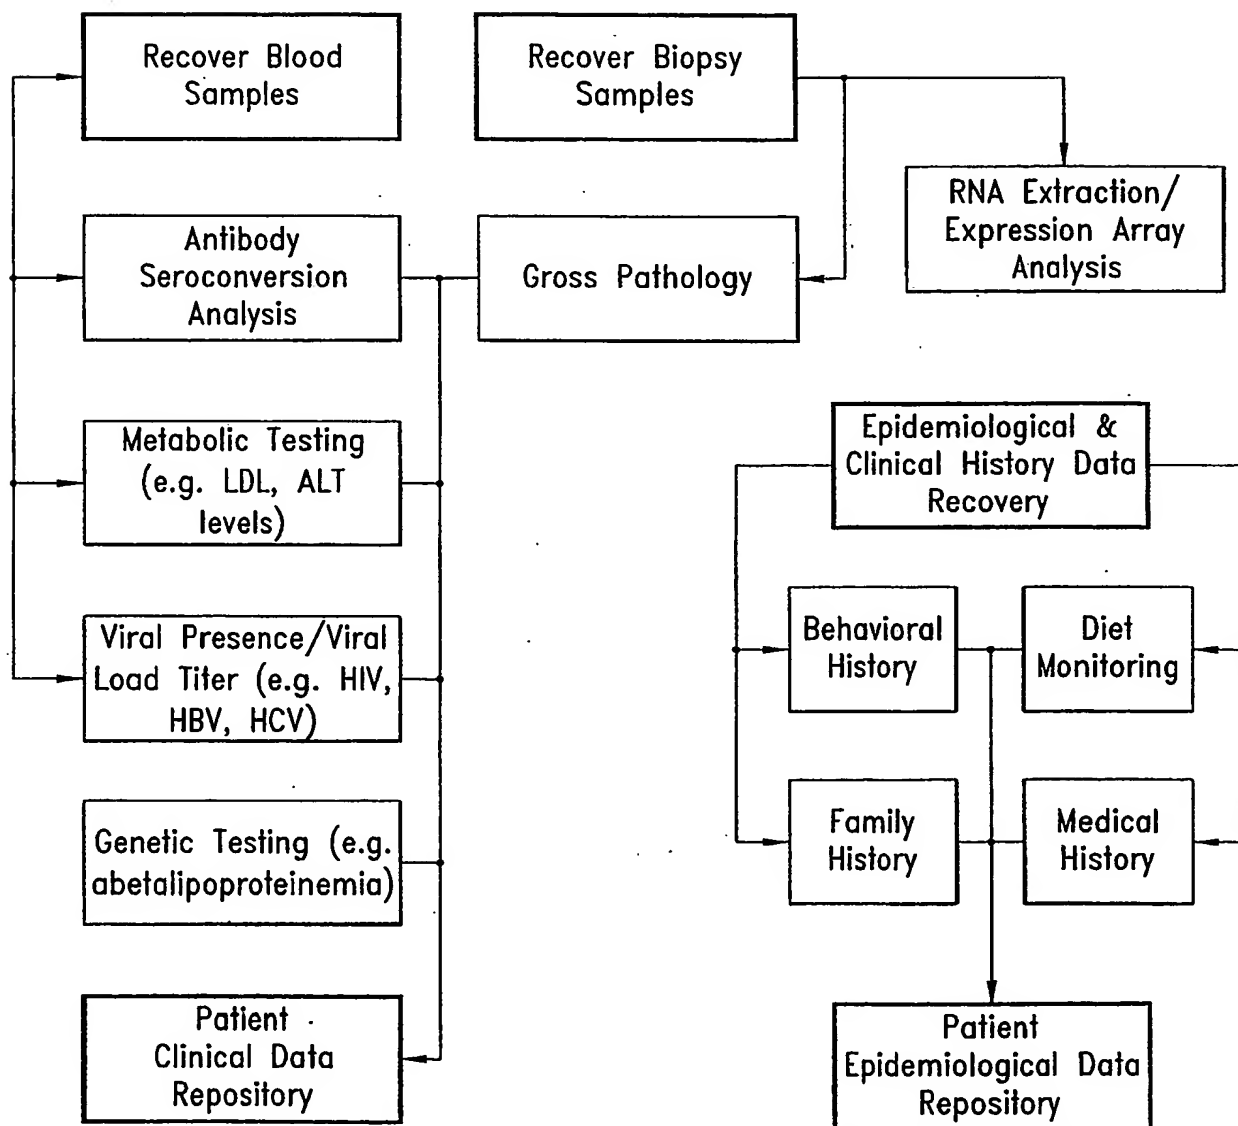 Recover Blood
Samples
Recover Biopsy
Samples
RNA Extraction/
Expression Array
Analysis
Antibody
Seroconversion
Analysis
Gross Pathology
Metabolic Testing
(e.g. LDL, ALT
levels)
Epidemiological &
Clinical History Data
Recovery
Viral Presence/Viral
Load Titer (e.g. HIV,
HBV, HCV)
Behavioral
History
Diet
Monitoring
Genetic Testing (e.g.
abetalipoproteinemia)
Family
History
Medical
History
Patient
Clinical Data
Repository
Patient
Epidemiological Data
Repository